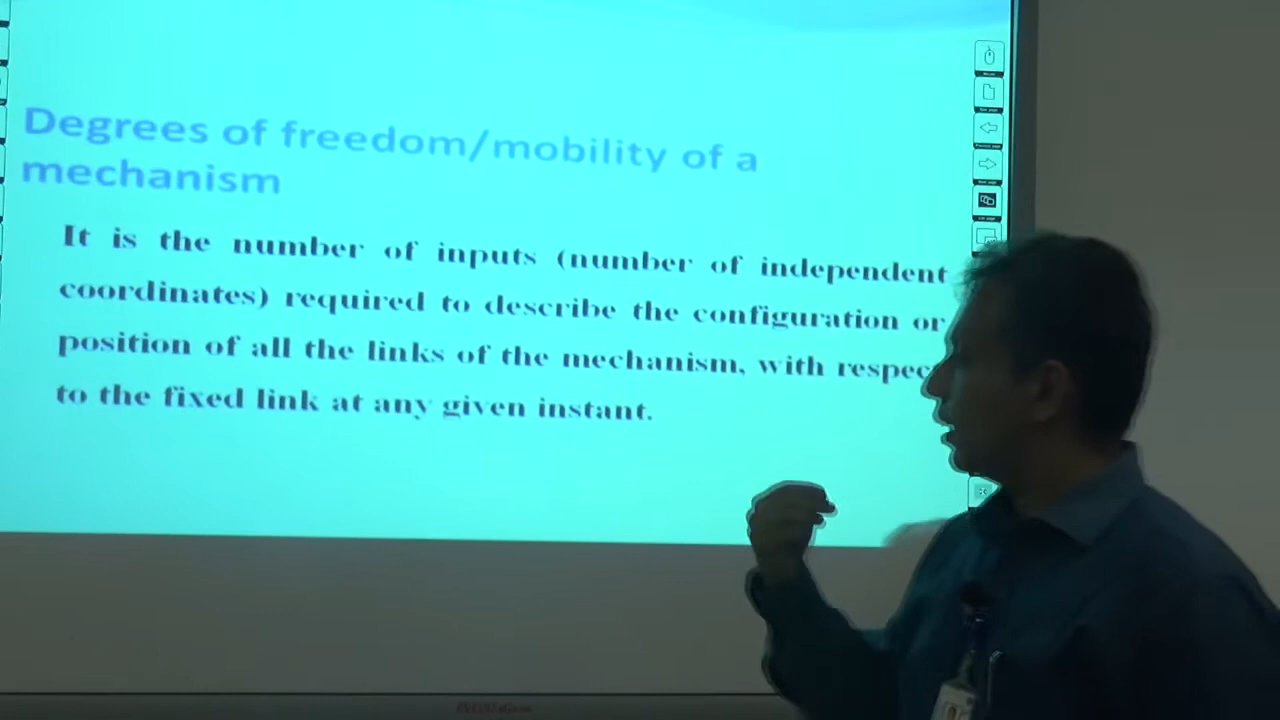 Degrees of freedom/mobility of a
mechanism
It is the number of inputs (number of independent
coordinates) required to describe the configuration or
position of all the links of the mechanism, with respec
to the fixed link at any given instant.